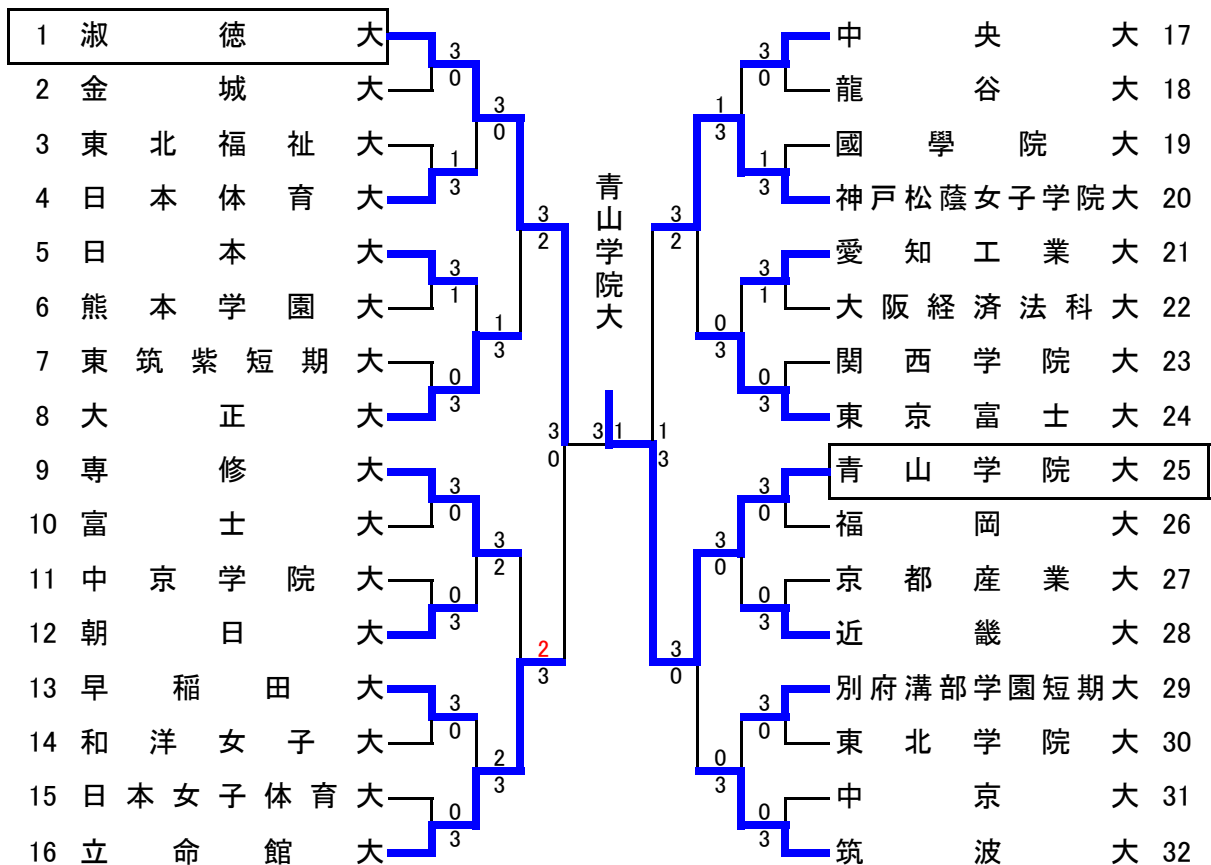 1 淑徳大
2 金城大
3 東北福祉大
4 日本体育大
5 日本大
6 熊本学園大
7 東筑紫短期大
8 大正大
9 専修大
10 富士大
11 中京学院大
12 朝日大
13 早稲田大
14 和洋女子大
15 日本女子体育大
16 立命館大
3
0
1
3
3
1
0
3
3
0
0
3
3
0
0
3
3
0
1
3
3
2
2
3
3
2
2
3
3
0
青山学院大
3 1
1
3
3
2
3
0
1
3
0
3
3
0
0
3
3
0
1
3
3
1
0
3
3
0
0
3
3
0
0
3
中央大 17
龍谷大 18
國學院大 19
神戸松蔭女子学院大 20
愛知工業大 21
大阪経済法科大 22
関西学院大 23
東京富士大 24
青山学院大 25
福岡大 26
京都産業大 27
近畿大 28
別府溝部学園短期大 29
東北学院大 30
中京大 31
筑波大 32